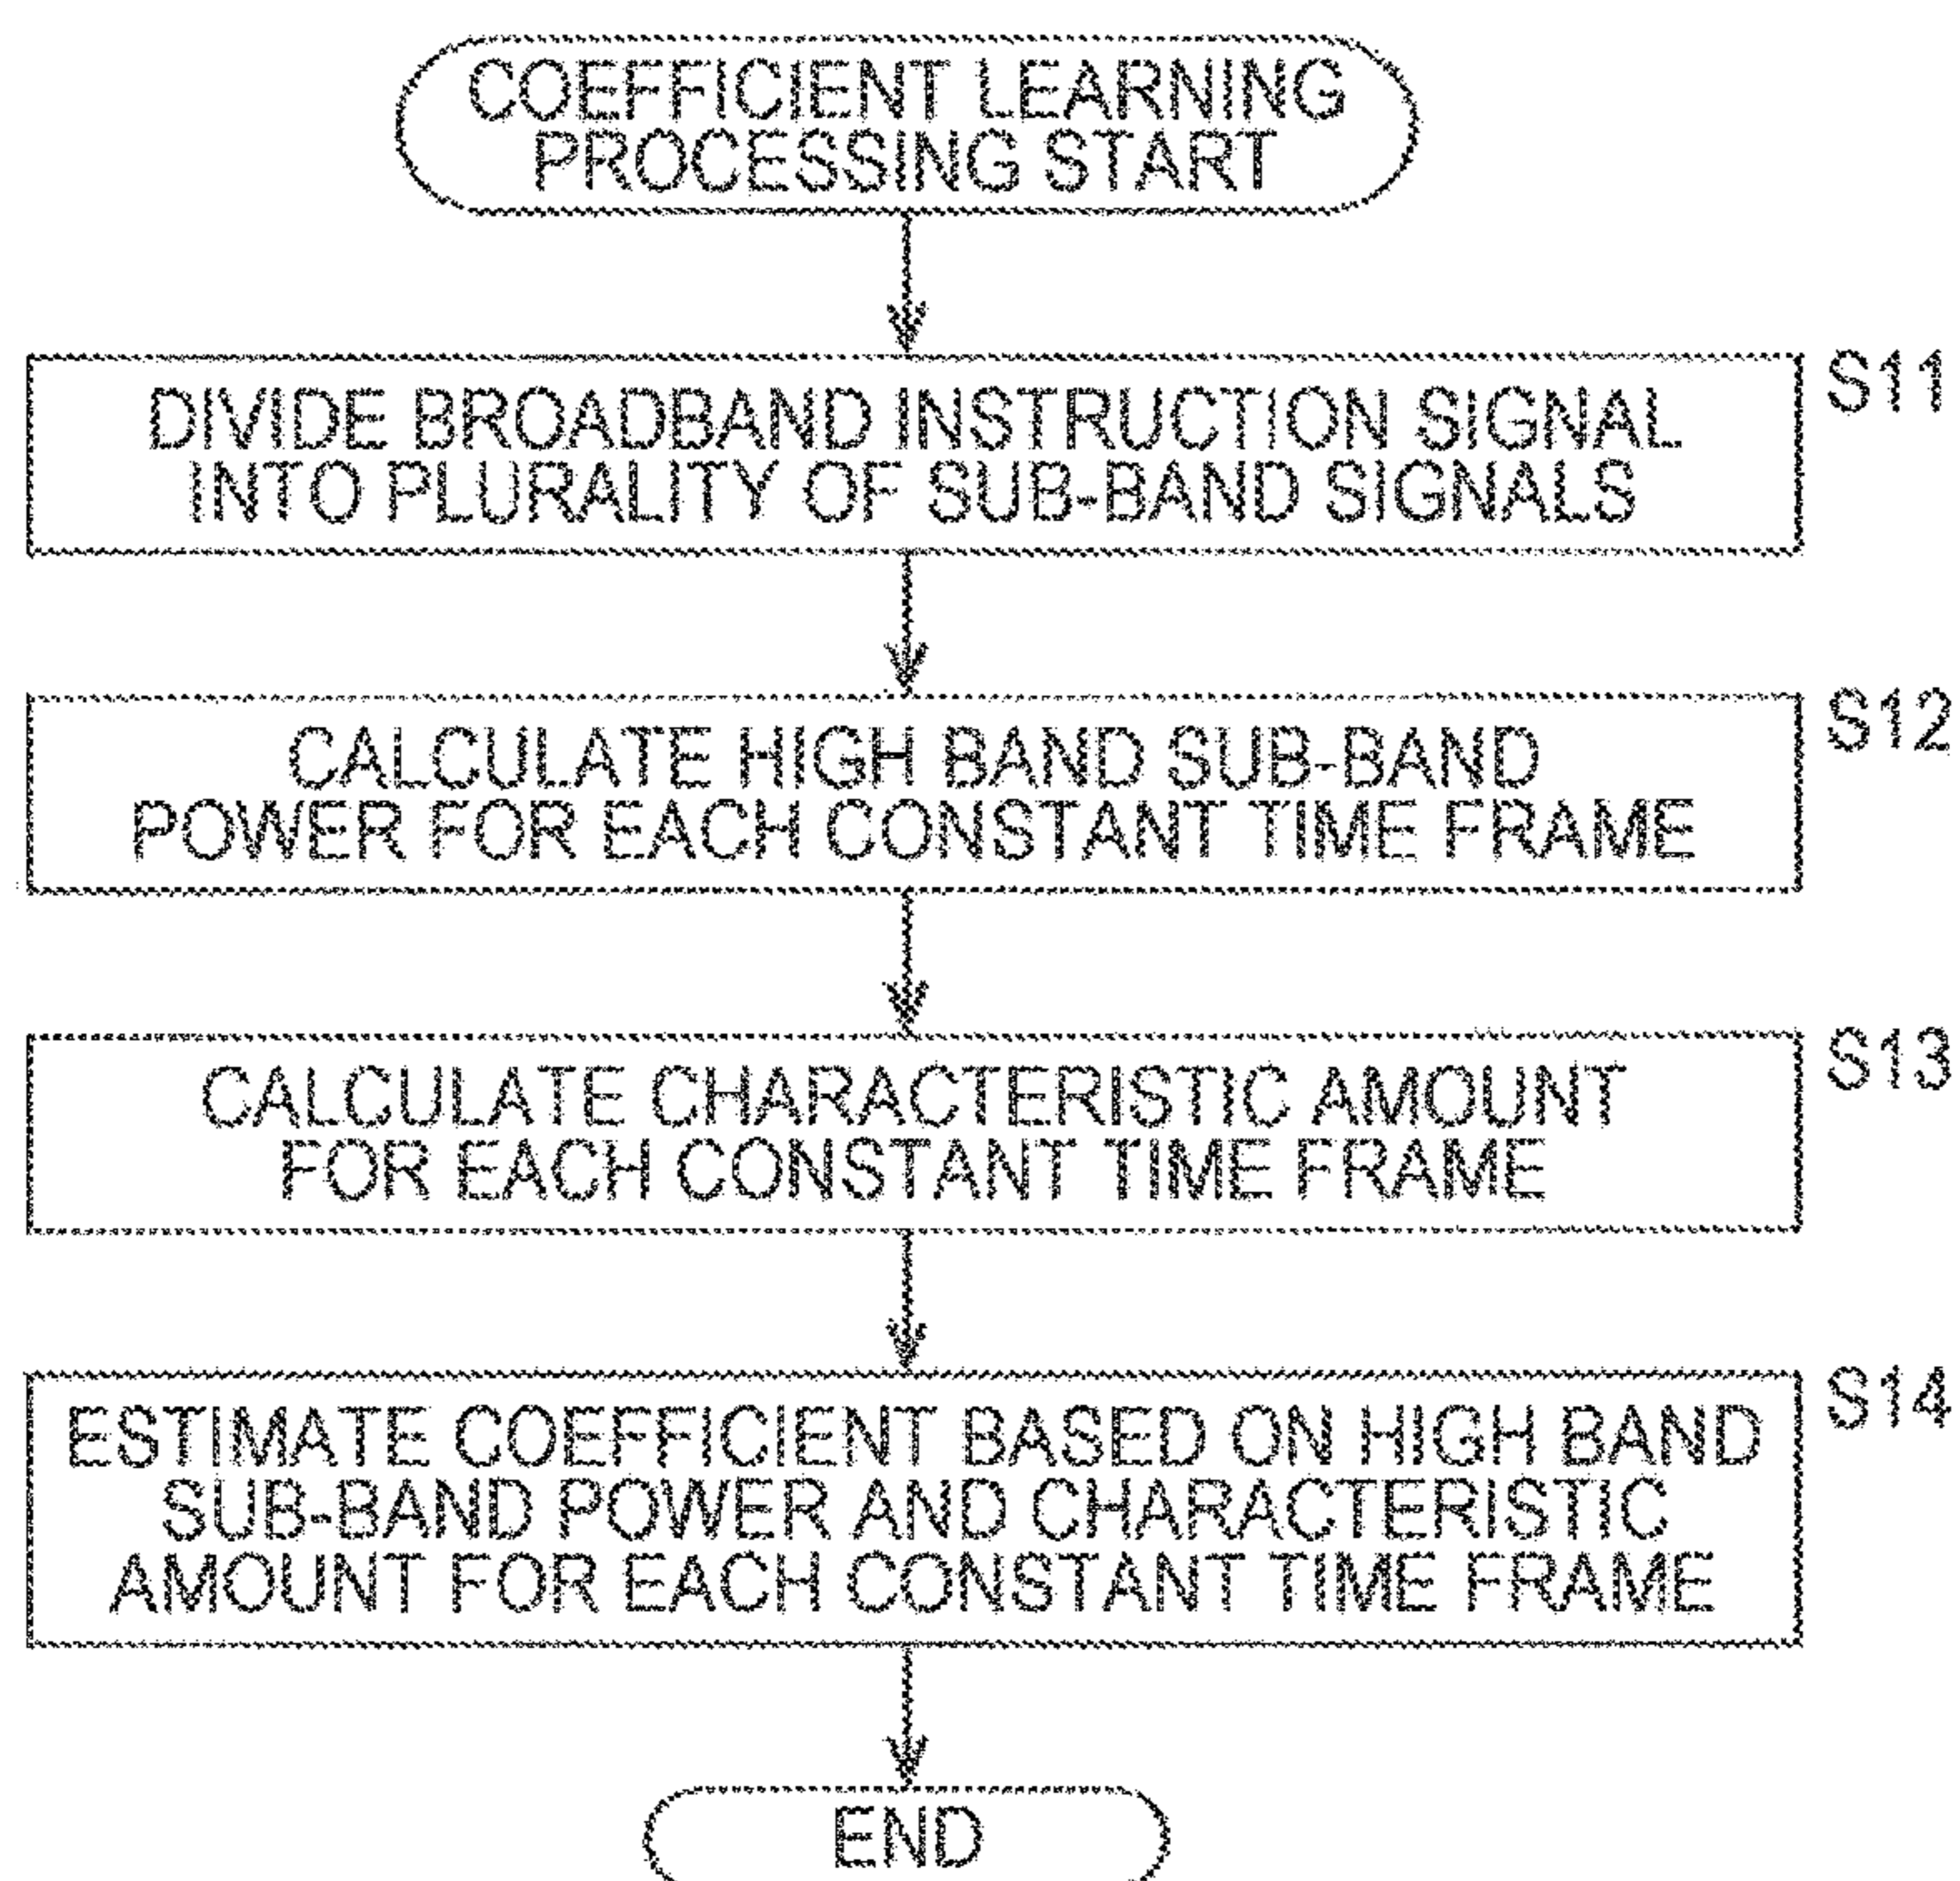 COEFFICIENT LEARNING
PROCESSING START
DIVIDE BROADBAND INSTRUCTION SIGNAL
INTO PLURALITY OF SUB-BAND SIGNALS
S11
CALCULATE HIGH BAND SUB-BAND
POWER FOR EACH CONSTANT TIME FRAME
S12
CALCULATE CHARACTERISTIC AMOUNT
FOR EACH CONSTANT TIME FRAME
S13
ESTIMATE COEFFICIENT BASED ON HIGH BAND
SUB-BAND POWER AND CHARACTERISTIC
AMOUNT FOR EACH CONSTANT TIME FRAME
S14
END